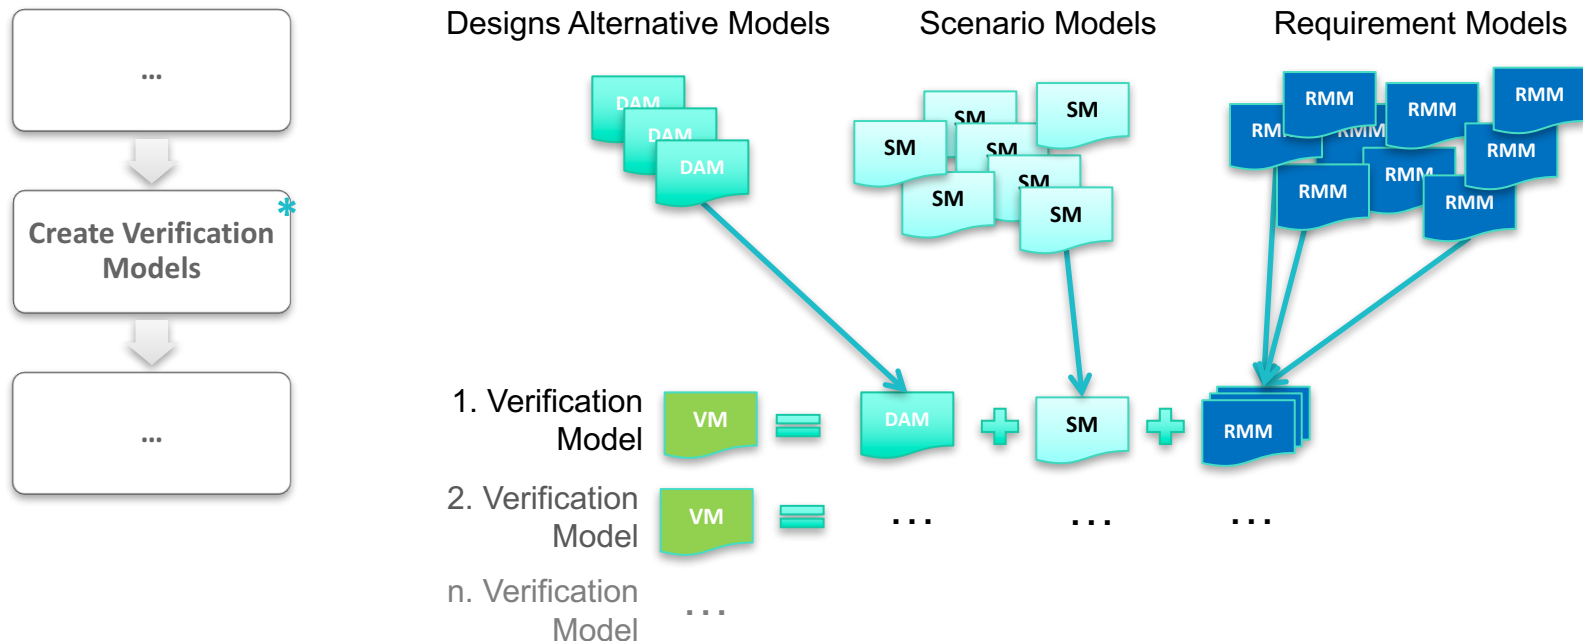 ...
Create Verification
Models
*
...
Designs Alternative Models
Scenario Models
Requirement Models
DAM
DAM
DAM
SM
SM
SM
SM
SM
SM
SM
RMM
RMM
RMM
RMM
RMM
RMM
RMM
RMM
RMM
1. Verification
Model
VM
DAM
SM
RMM
2. Verification
Model
VM
...
...
...
n. Verification
Model
...